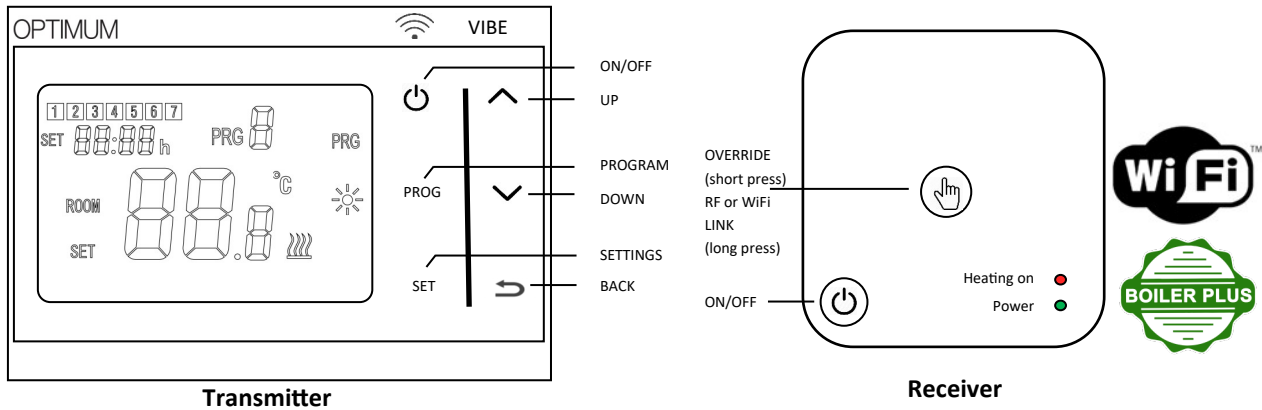 OPTIMUM
VIBE
1 2 3 4 5 6 7
SET 88:88 h
PRG 8
PRG
ROOM
SET
88.8
°C
PROG
SET
ON/OFF
UP
PROGRAM
DOWN
SETTINGS
BACK
Transmitter
OVERRIDE
(short press)
RF or WiFi
LINK
(long press)
ON/OFF
Heating on
Power
Receiver
Wi Fi TM
BOILER PLUS